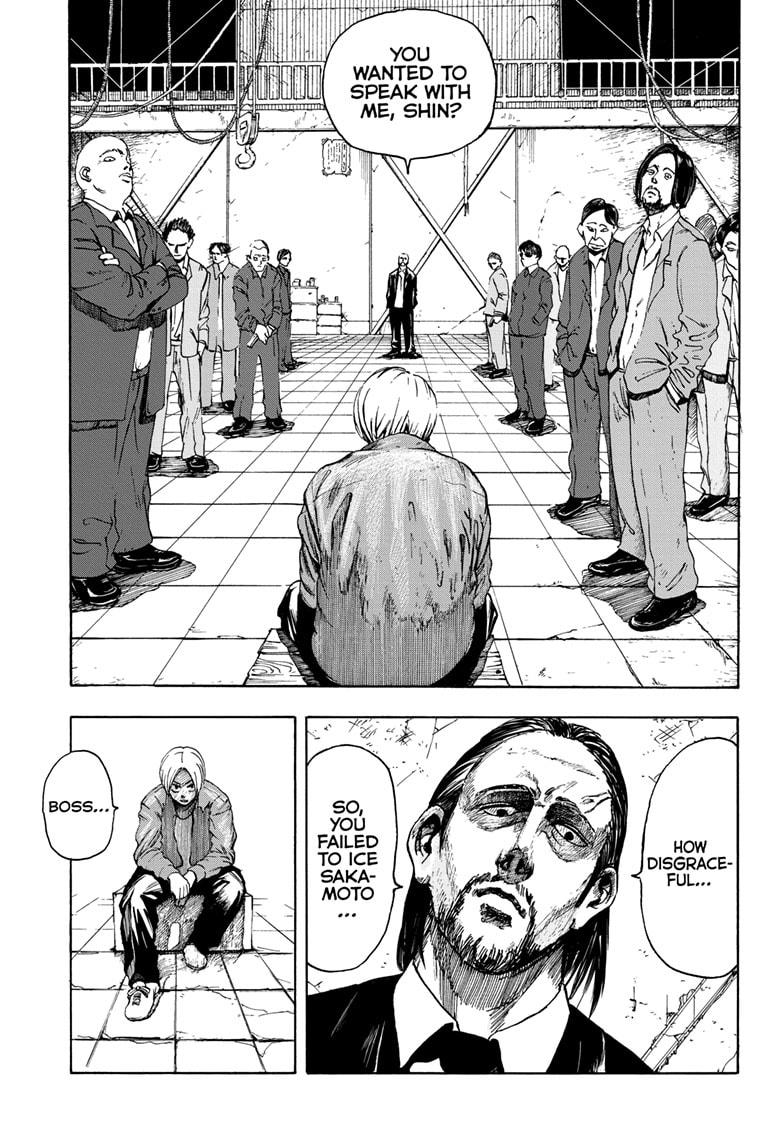 YOU
WANTED TO
SPEAK WITH
ME, SHIN?
HOW
DISGRACE-
FUL...
SO,
YOU
FAILED
TO ICE
SAKA-
MOTO
...
BOSS...